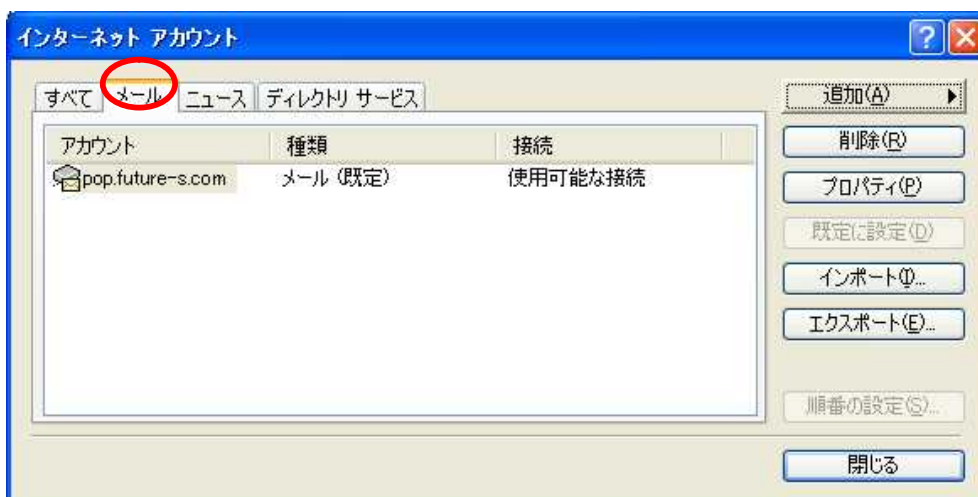 インターネット アカウント
すべて メール ニュース ディレクトリ サービス
アカウント 種類 接続
pop.future-s.com メール (既定) 使用可能な接続
追加(A)
削除(R)
プロパティ(P)
既定に設定(D)
インポート(I)...
エクスポート(E)...
順番の設定(S)...
閉じる